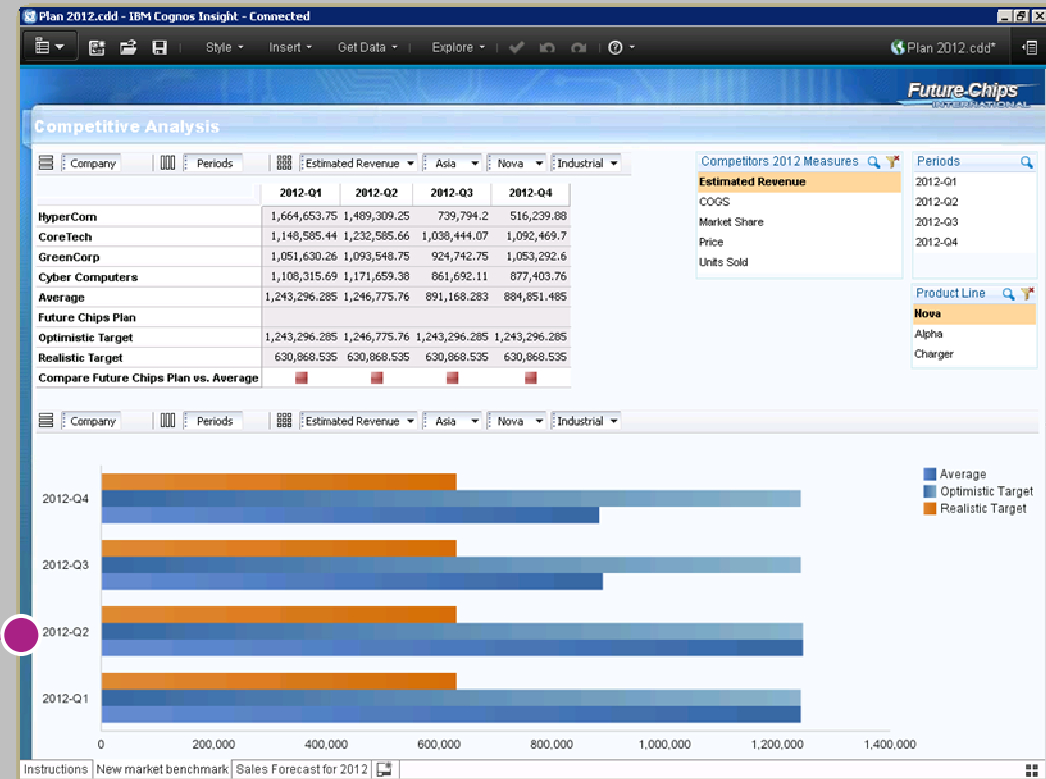 Plan 2012.cdd - IBM Cognos Insight - Connected
Style Insert Get Data Explore Plan 2012.cdd*
Future-Chips
INTERNATIONAL
Competitive Analysis
Company Periods Estimated Revenue Asia Nova Industrial
2012-Q1 2012-Q2 2012-Q3 2012-Q4
HyperCom 1,664,653.75 1,489,309.25 739,794.2 516,239.88
CoreTech 1,148,585.44 1,232,585.66 1,038,444.07 1,092,469.7
GreenCorp 1,051,630.26 1,093,548.75 924,742.75 1,053,292.6
Cyber Computers 1,108,315.69 1,171,659.38 861,692.11 877,403.76
Average 1,243,296.285 1,246,775.76 891,168.283 884,851.485
Future Chips Plan
Optimistic Target 1,243,296.285 1,246,775.76 1,243,296.285 1,243,296.285
Realistic Target 630,868.535 630,868.535 630,868.535 630,868.535
Compare Future Chips Plan vs. Average
Competitors 2012 Measures
Estimated Revenue
COGS
Market Share
Price
Units Sold
Periods
2012-Q1
2012-Q2
2012-Q3
2012-Q4
Product Line
Nova
Alpha
Charger
Company Periods Estimated Revenue Asia Nova Industrial
2012-Q4
2012-Q3
2012-Q2
2012-Q1
0 200,000 400,000 600,000 800,000 1,000,000 1,200,000 1,400,000
Average
Optimistic Target
Realistic Target
Instructions New market benchmark Sales Forecast for 2012